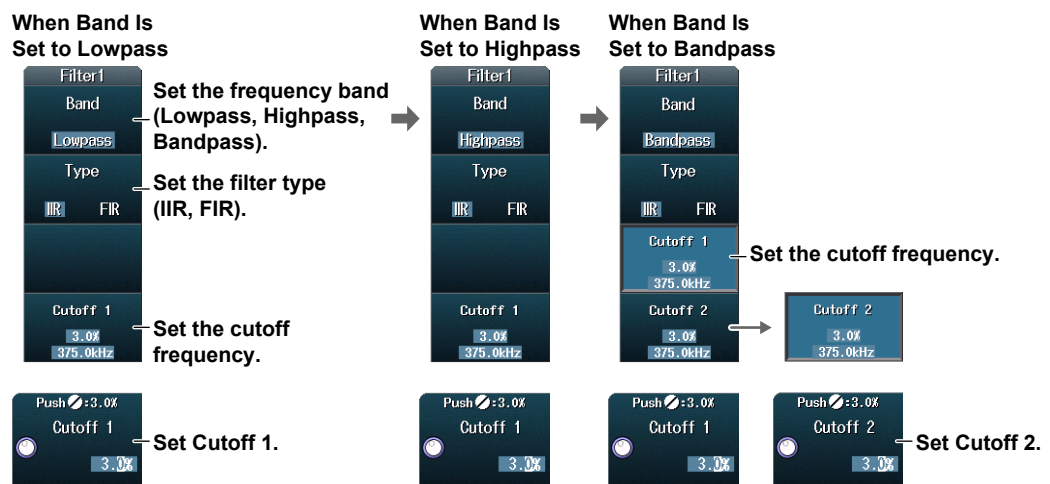 When Band Is
Set to Lowpass
Filter1
Band
Lowpass
Type
IIR FIR
Cutoff 1
3.0%
375.0kHz
Set the frequency band
(Lowpass, Highpass,
Bandpass).
Set the filter type
(IIR, FIR).
Set the cutoff
frequency.
Push :3.0%
Cutoff 1
3.0%
Set Cutoff 1.
When Band Is
Set to Highpass
Filter1
Band
Highpass
Type
IIR FIR
Cutoff 1
3.0%
375.0kHz
Push :3.0%
Cutoff 1
3.0%
When Band Is
Set to Bandpass
Filter1
Band
Bandpass
Type
IIR FIR
Cutoff 1
3.0%
375.0kHz
Set the cutoff frequency.
Cutoff 2
3.0%
375.0kHz
Cutoff 2
3.0%
375.0kHz
Push :3.0%
Cutoff 1
3.0%
Push :3.0%
Cutoff 2
3.0%
Set Cutoff 2.